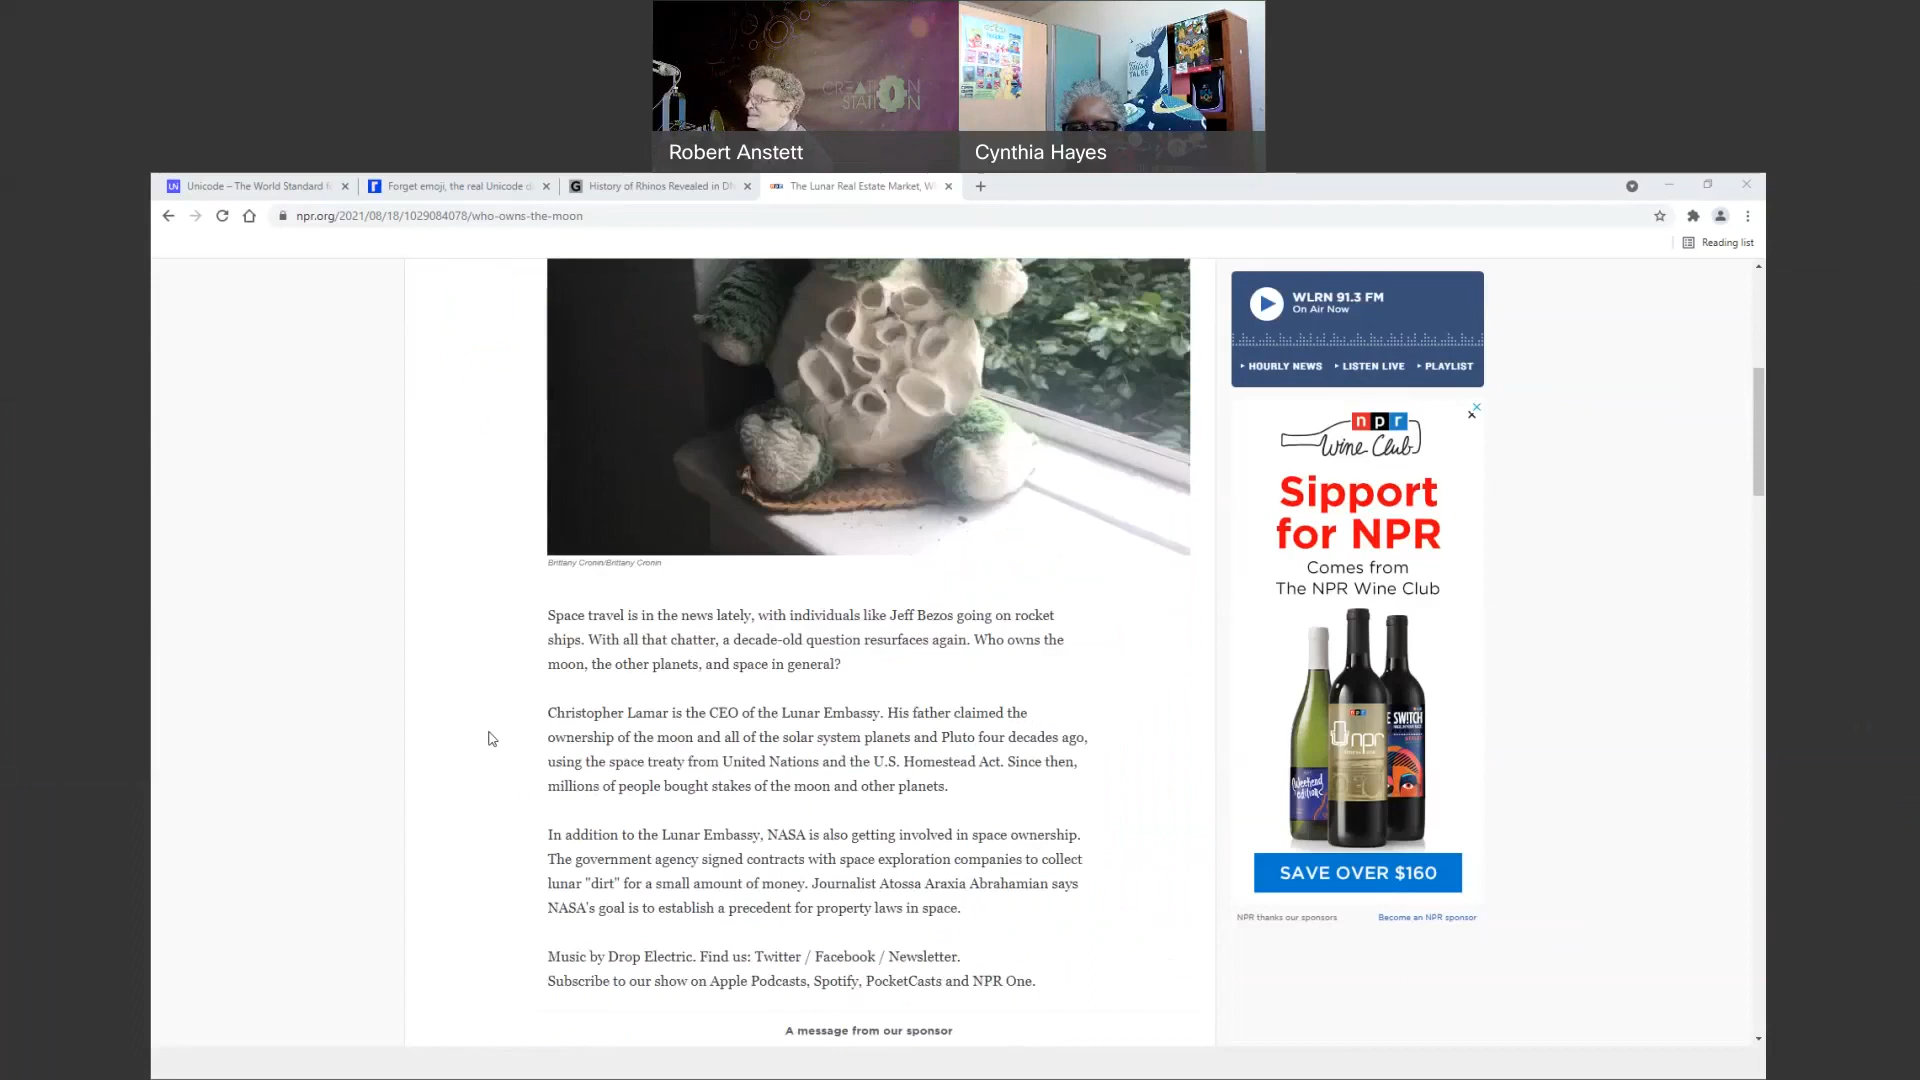 CREATION
STATION
TALES
Robert Anstett
Cynthia Hayes
Unicode – The World Standard f
Forget emoji, the real Unicode d
History of Rhinos Revealed in DN
The Lunar Real Estate Market, W
npr.org/2021/08/18/1029084078/who-owns-the-moon
Reading list
Brittany Cronin/Brittany Cronin
Space travel is in the news lately, with individuals like Jeff Bezos going on rocket
ships. With all that chatter, a decade-old question resurfaces again. Who owns the
moon, the other planets, and space in general?
Christopher Lamar is the CEO of the Lunar Embassy. His father claimed the
ownership of the moon and all of the solar system planets and Pluto four decades ago,
using the space treaty from United Nations and the U.S. Homestead Act. Since then,
millions of people bought stakes of the moon and other planets.
In addition to the Lunar Embassy, NASA is also getting involved in space ownership.
The government agency signed contracts with space exploration companies to collect
lunar "dirt" for a small amount of money. Journalist Atossa Araxia Abrahamian says
NASA's goal is to establish a precedent for property laws in space.
Music by Drop Electric. Find us: Twitter / Facebook / Newsletter.
Subscribe to our show on Apple Podcasts, Spotify, PocketCasts and NPR One.
A message from our sponsor
WLRN 91.3 FM
On Air Now
HOURLY NEWS LISTEN LIVE PLAYLIST
npr
Wine Club
Sipport
for NPR
Comes from
The NPR Wine Club
E SWITCH
npr
Weekend
edition
SAVE OVER $160
NPR thanks our sponsors Become an NPR sponsor